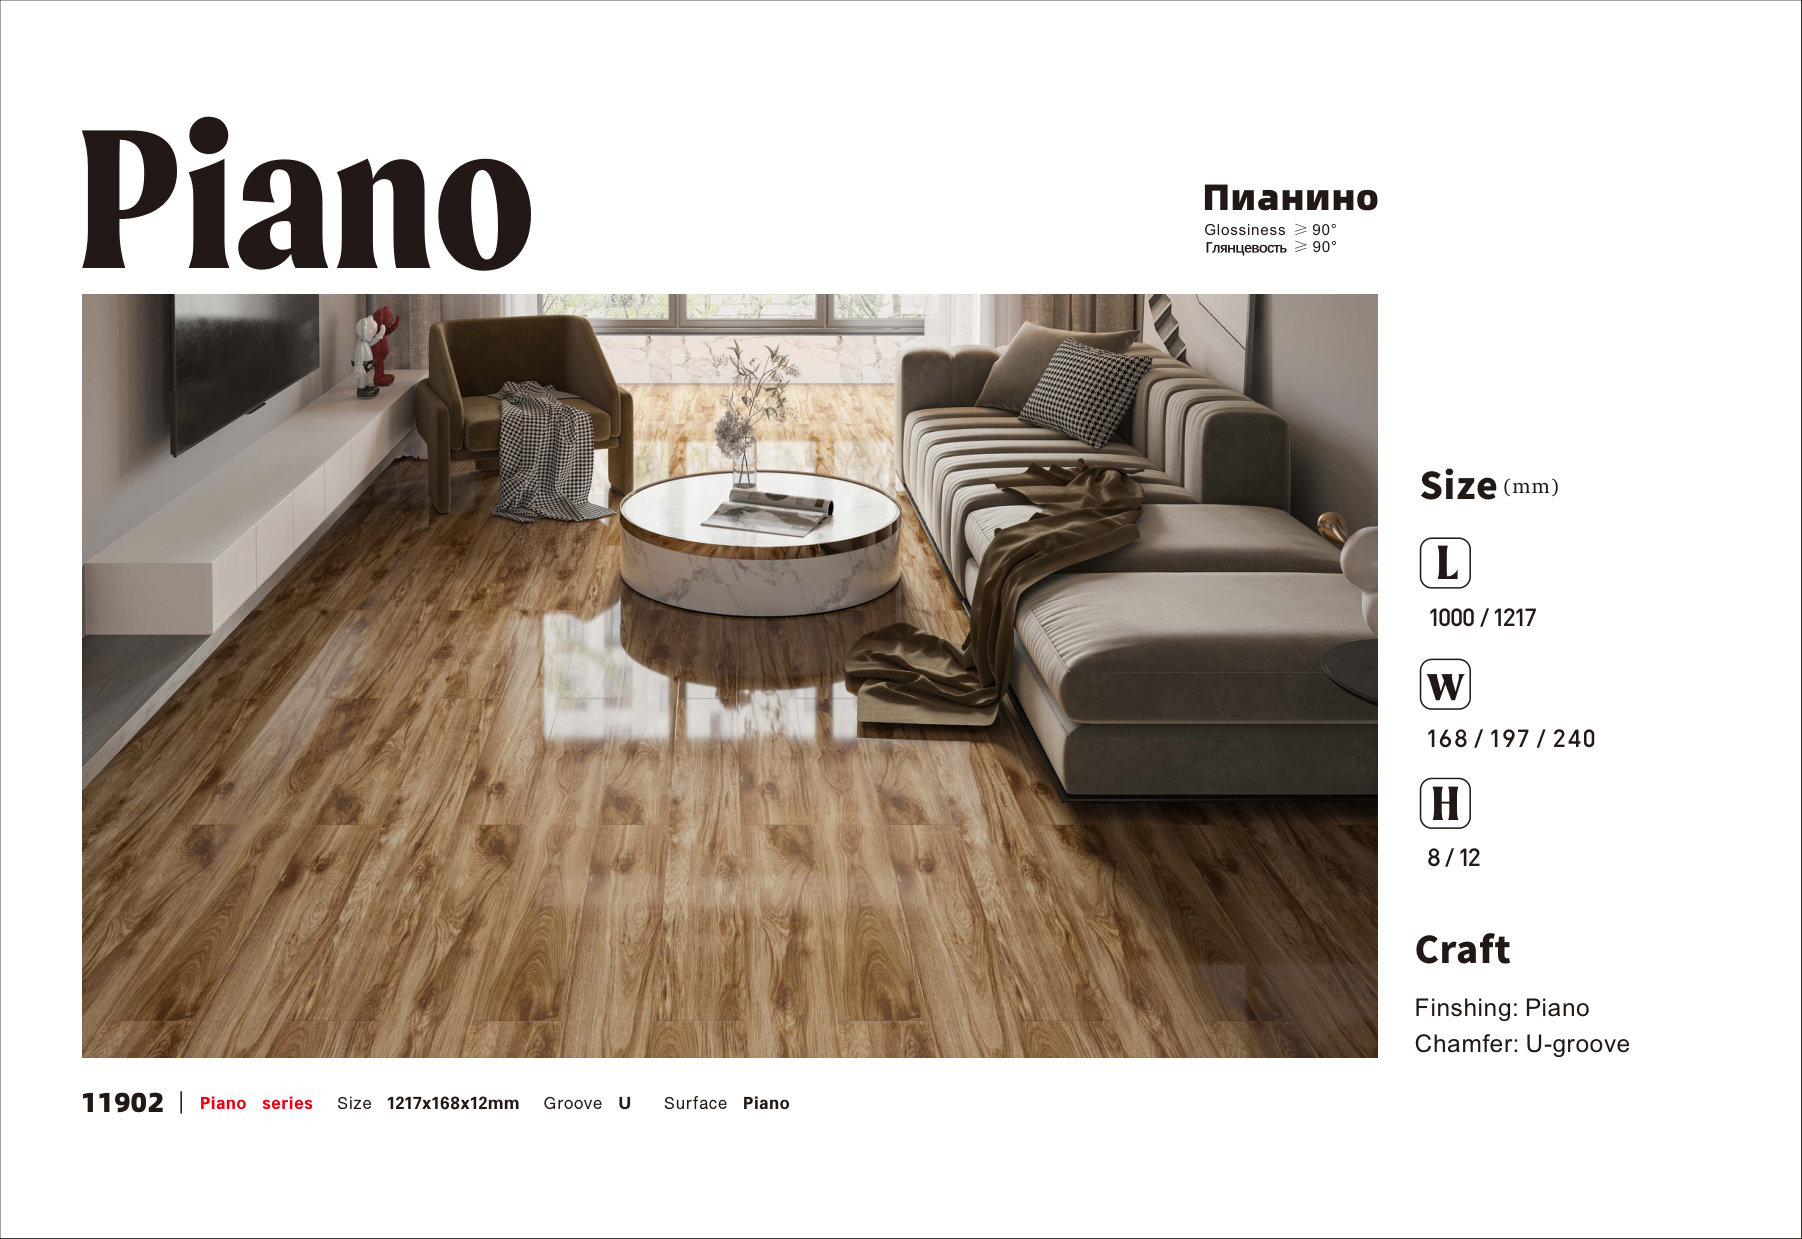 Piano
Пианино
Glossiness ⩾ 90°
Глянцевость ⩾ 90°
Size (mm)
L
1000 / 1217
W
168 / 197 / 240
H
8 / 12
Craft
Finshing: Piano
Chamfer: U-groove
11902 | Piano series Size 1217x168x12mm Groove U Surface Piano